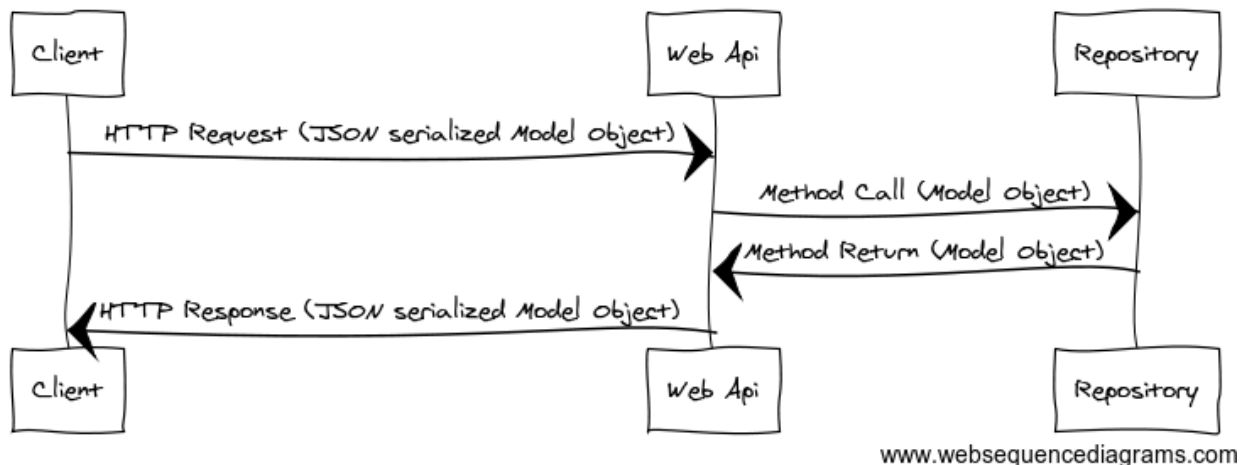 Client
Web Api
Repository
HTTP Request (JSON serialized Model Object)
Method Call (Model Object)
Method Return (Model Object)
HTTP Response (JSON serialized Model Object)
Client
Web Api
Repository
www.websequencediagrams.com